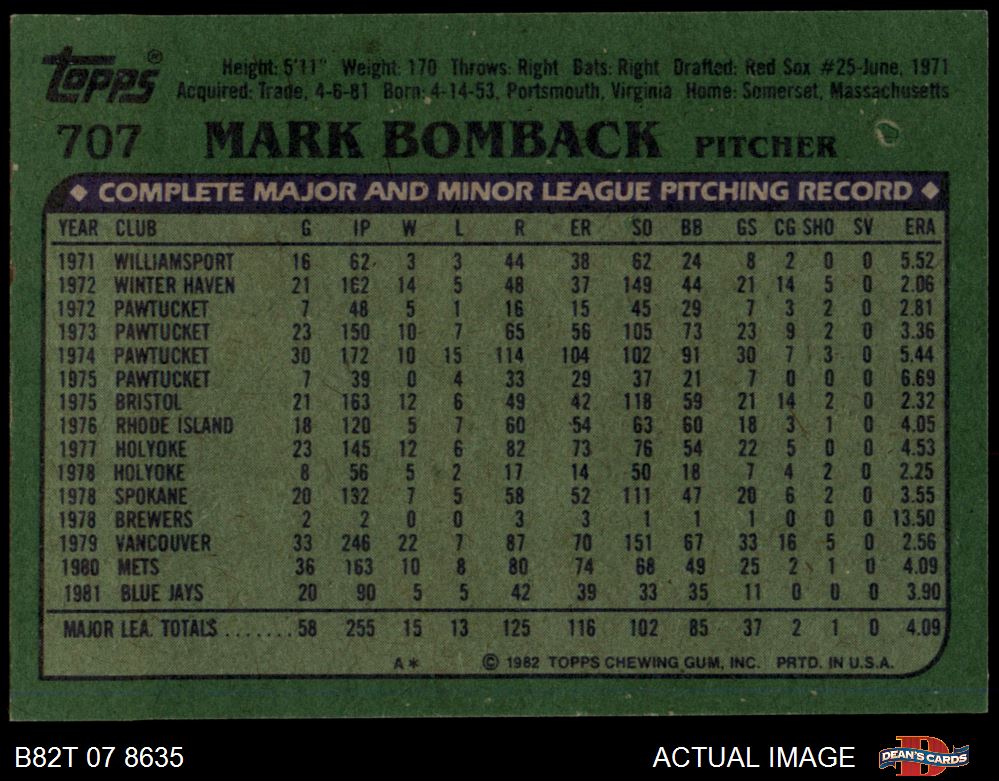 Topps®
Height: 5'11" Weight: 170 Throws: Right Bats: Right Drafted: Red Sox #25-June, 1971
Acquired: Trade, 4-6-81 Born: 4-14-53, Portsmouth, Virginia Home: Somerset, Massachusetts
707 MARK BOMBACK PITCHER
◆ COMPLETE MAJOR AND MINOR LEAGUE PITCHING RECORD ◆
YEAR CLUB G IP W L R ER SO BB GS CG SHO SV ERA
1971 WILLIAMSPORT 16 62 3 3 44 38 62 24 8 2 0 0 5.52
1972 WINTER HAVEN 21 162 14 5 48 37 149 44 21 14 5 0 2.06
1972 PAWTUCKET 7 48 5 1 16 15 45 29 7 3 2 0 2.81
1973 PAWTUCKET 23 150 10 7 65 56 105 73 23 9 2 0 3.36
1974 PAWTUCKET 30 172 10 15 114 104 102 91 30 7 3 0 5.44
1975 PAWTUCKET 7 39 0 4 33 29 37 21 7 0 0 0 6.69
1975 BRISTOL 21 163 12 6 49 42 118 59 21 14 2 0 2.32
1976 RHODE ISLAND 18 120 5 7 60 54 63 60 18 3 1 0 4.05
1977 HOLYOKE 23 145 12 6 82 73 76 54 22 5 0 0 4.53
1978 HOLYOKE 8 56 5 2 17 14 50 18 7 4 2 0 2.25
1978 SPOKANE 20 132 7 5 58 52 111 47 20 6 2 0 3.55
1978 BREWERS 2 2 0 0 3 3 1 1 1 0 0 0 13.50
1979 VANCOUVER 33 246 22 7 87 70 151 67 33 16 5 0 2.56
1980 METS 36 163 10 8 80 74 68 49 25 2 1 0 4.09
1981 BLUE JAYS 20 90 5 5 42 39 33 35 11 0 0 0 3.90
MAJOR LEA. TOTALS ....... 58 255 15 13 125 116 102 85 37 2 1 0 4.09
A* © 1982 TOPPS CHEWING GUM, INC. PRTD. IN U.S.A.
B82T 07 8635 ACTUAL IMAGE DEAN'S CARDS